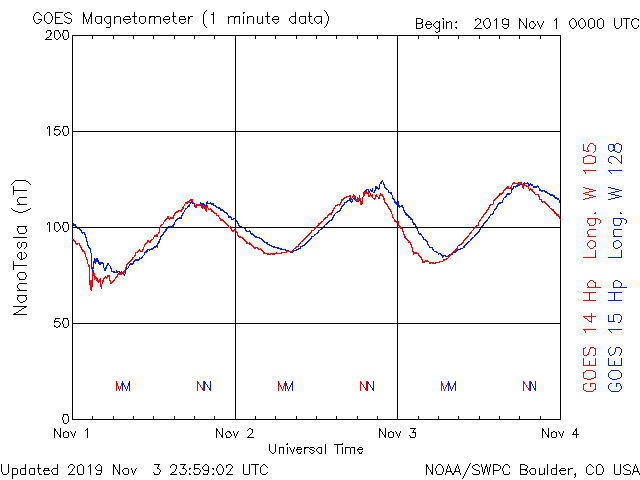 GOES Magnetometer (1 minute data)
Begin: 2019 Nov 1 0000 UTC
200
150
100
50
0
NanoTesla (nT)
MM
NN
MM
NN
MM
NN
Nov 1
Nov 2
Nov 3
Nov 4
Universal Time
GOES 14 Hp Long. W 105
GOES 15 Hp Long. W 128
Updated 2019 Nov 3 23:59:02 UTC
NOAA/SWPC Boulder, CO USA